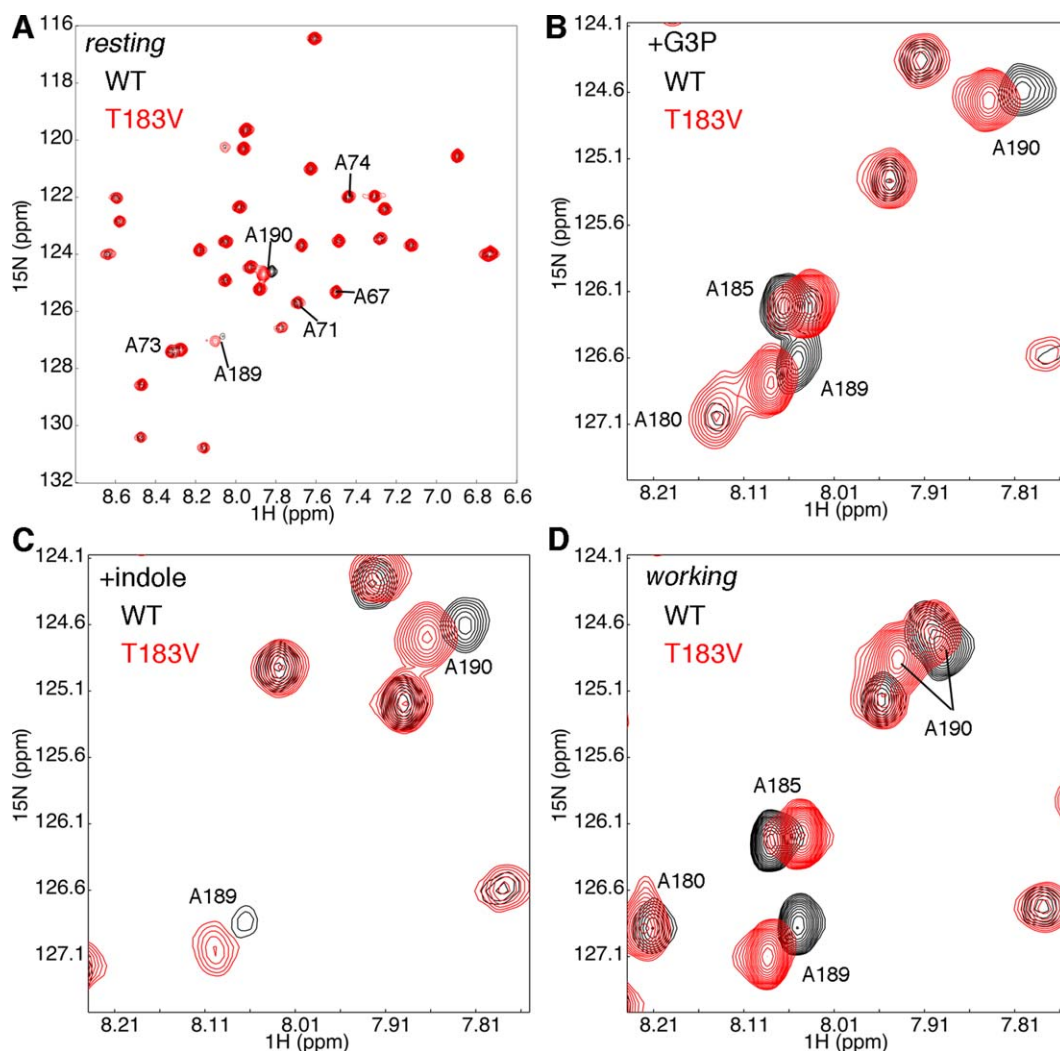 A
resting
WT
T183V
116
118
120
122
124
126
128
130
132
15N (ppm)
A74
A190
A67
A71
A73
A189
8.6 8.4 8.2 8.0 7.8 7.6 7.4 7.2 7.0 6.8 6.6
1H (ppm)
B
+G3P
WT
T183V
124.1
124.6
125.1
125.6
126.1
126.6
127.1
15N (ppm)
A190
A185
A189
A180
8.21 8.11 8.01 7.91 7.81
1H (ppm)
C
+indole
WT
T183V
124.1
124.6
125.1
125.6
126.1
126.6
127.1
15N (ppm)
A190
A189
8.21 8.11 8.01 7.91 7.81
1H (ppm)
D
working
WT
T183V
124.1
124.6
125.1
125.6
126.1
126.6
127.1
15N (ppm)
A190
A185
A180
A189
8.21 8.11 8.01 7.91 7.81
1H (ppm)